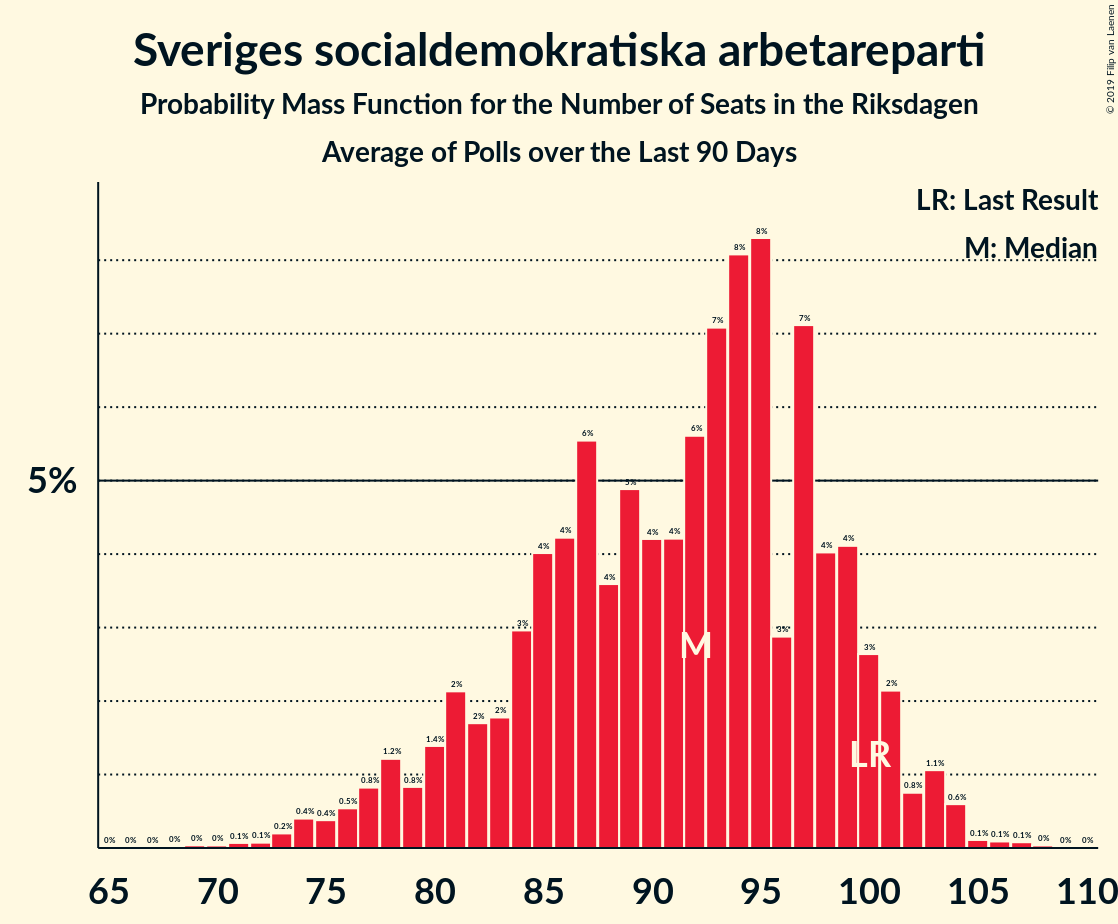 Sveriges socialdemokratiska arbetareparti
Probability Mass Function for the Number of Seats in the Riksdagen
Average of Polls over the Last 90 Days
© 2019 Filip van Laenen
LR: Last Result
M: Median
5%
0% 0% 0% 0% 0% 0% 0.1% 0.1% 0.2% 0.4% 0.4% 0.5% 0.8% 1.2% 0.8% 1.4% 2% 2% 2% 3% 4% 4% 6% 4% 5% 4% 4% 6% 7% 8% 8% 3% 7% 4% 4% 3% 2% 0.8% 1.1% 0.6% 0.1% 0.1% 0.1% 0% 0% 0%
M
LR
65 70 75 80 85 90 95 100 105 110